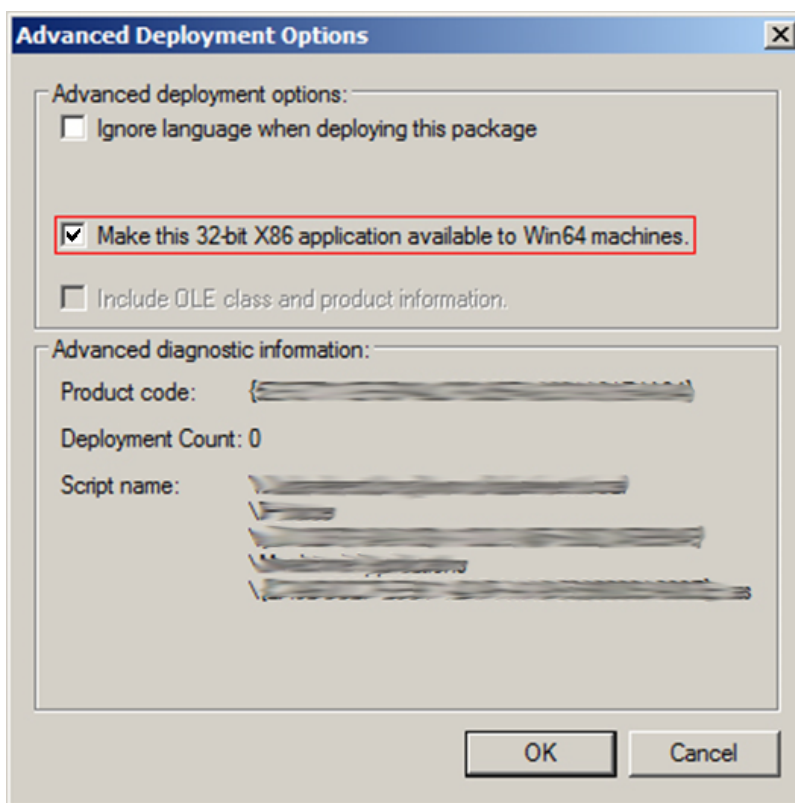 Advanced Deployment Options
Advanced deployment options:
Ignore language when deploying this package
Make this 32-bit X86 application available to Win64 machines.
Include OLE class and product information.
Advanced diagnostic information:
Product code:
Deployment Count: 0
Script name:
OK
Cancel